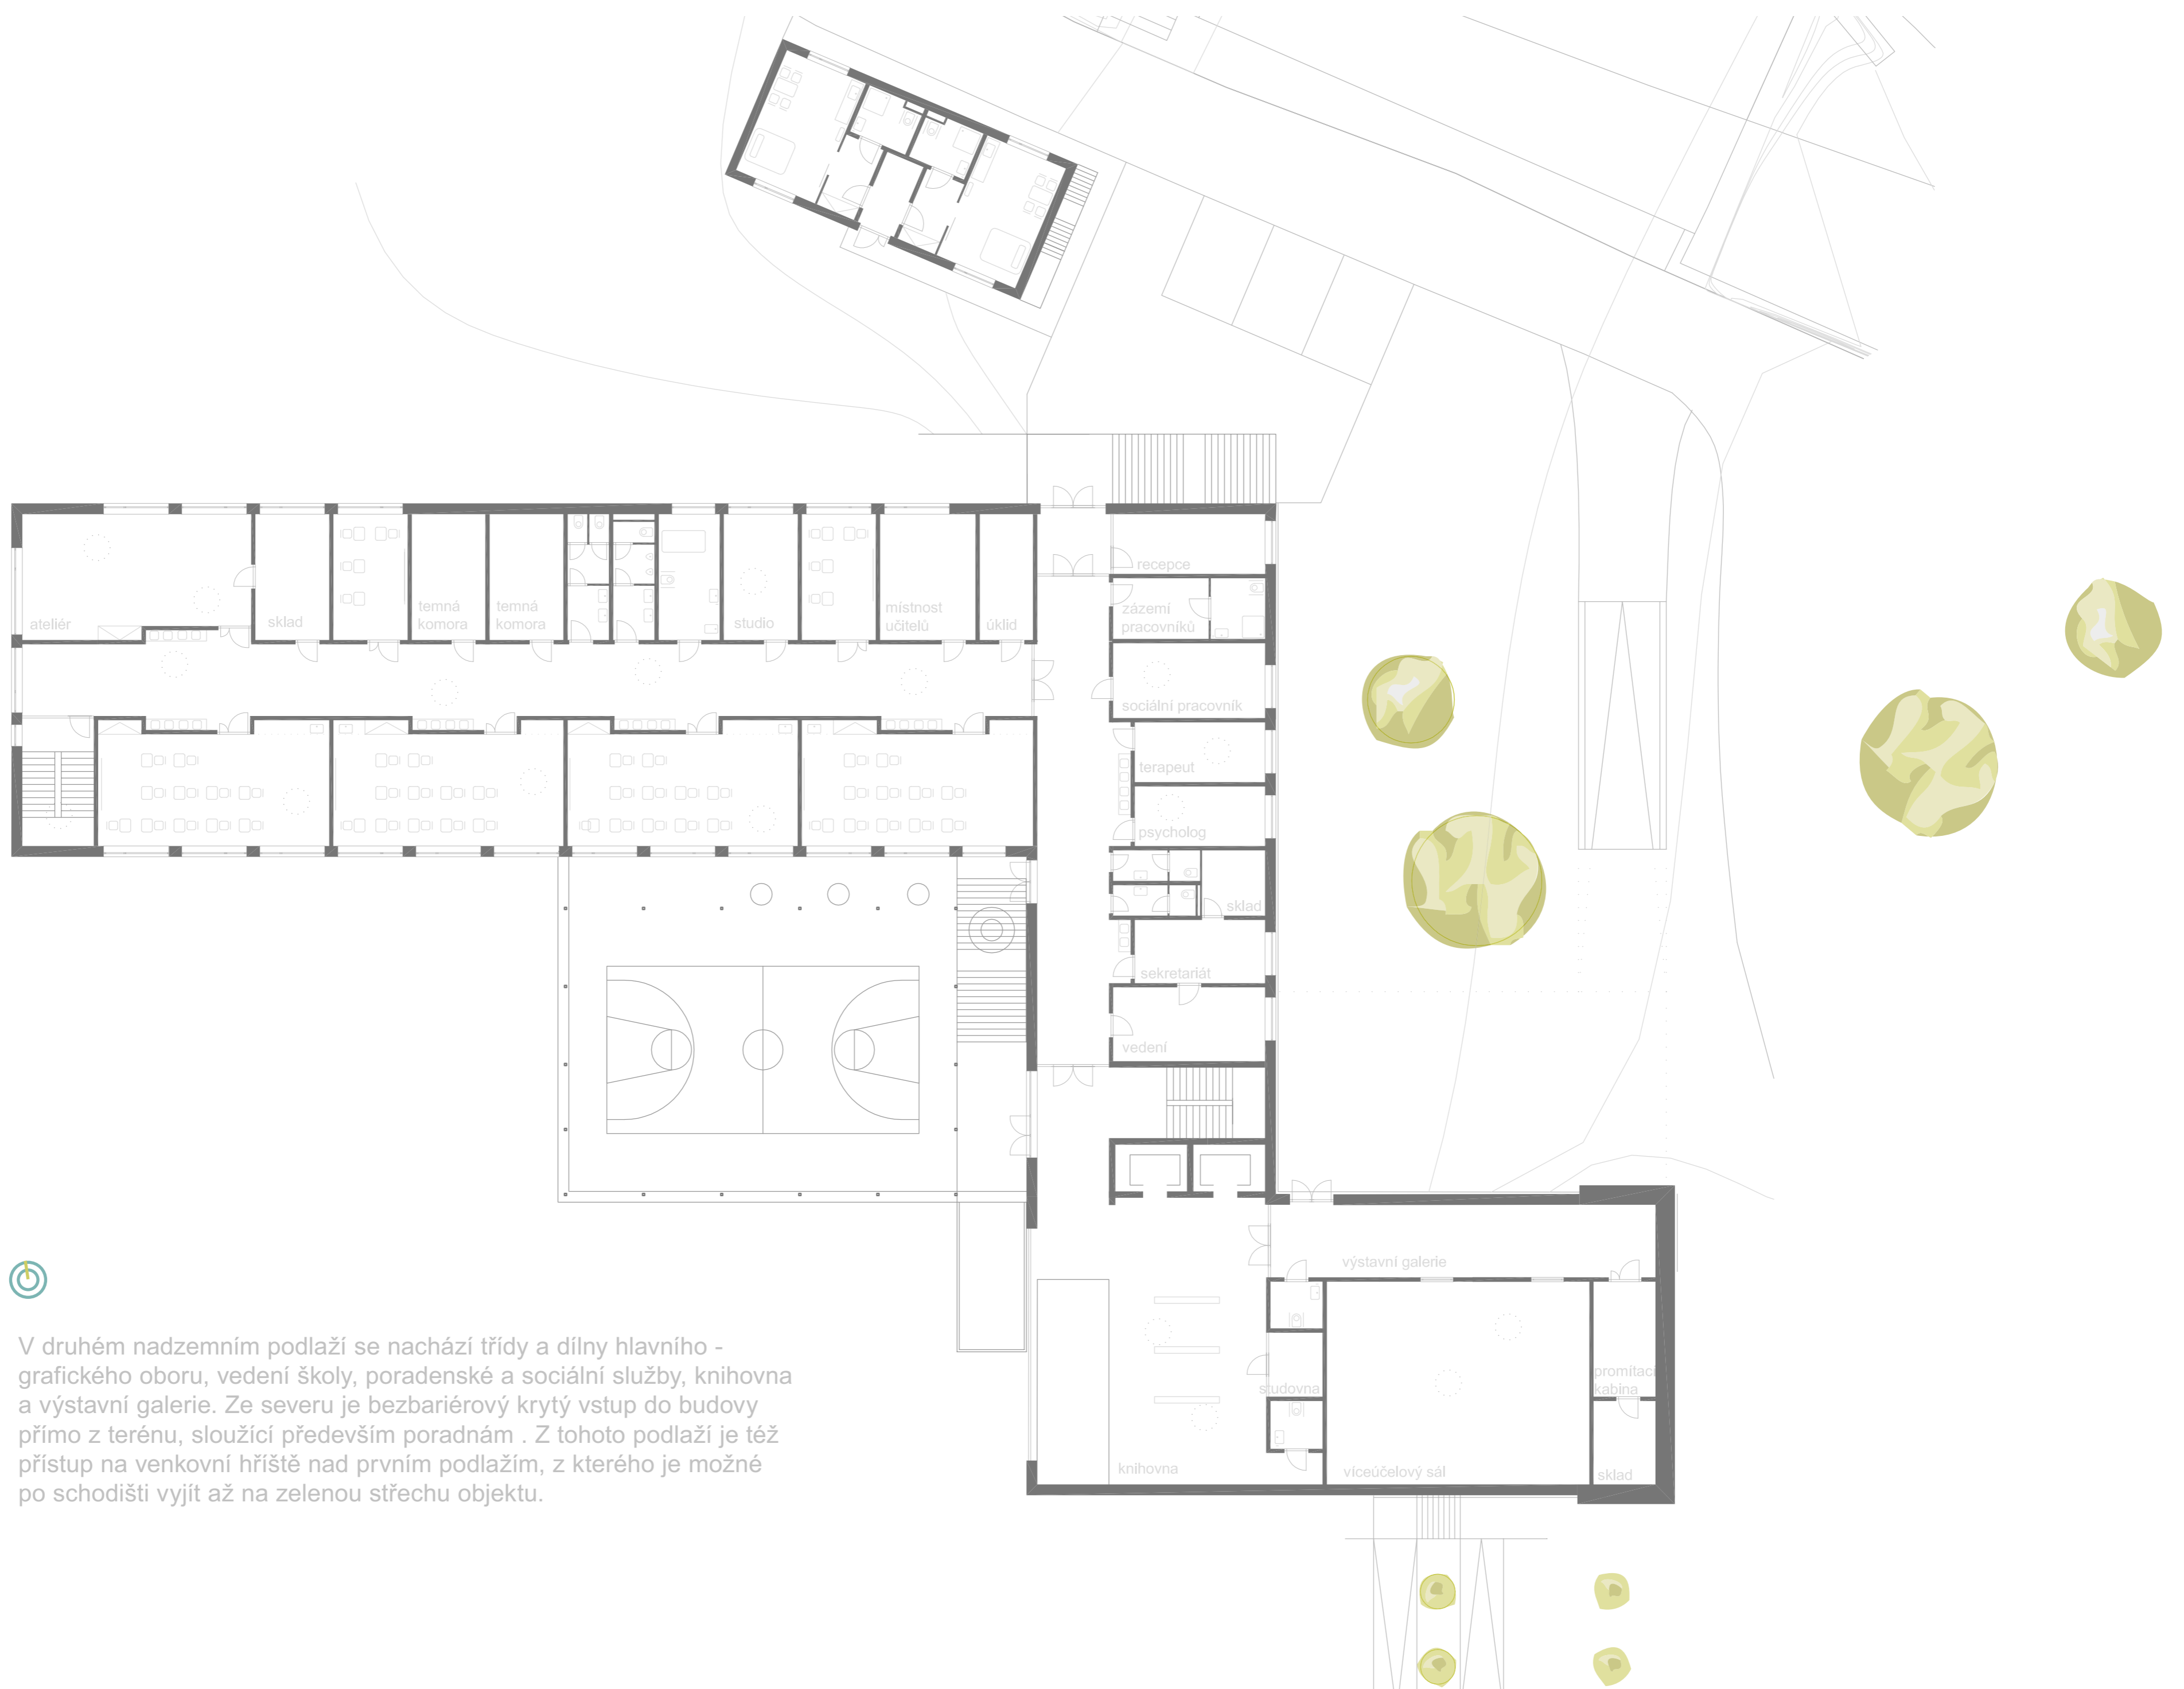 recepce
ateliér
sklad
temná
komora
temná
komora
studio
místnost
učitelů
úklid
zázemí
pracovníků
sociální pracovník
terapeut
psycholog
sklad
sekretariát
vedení
výstavní galerie
studovna
promítací
kabina
knihovna
víceúčelový sál
sklad
V druhém nadzemním podlaží se nachází třídy a dílny hlavního -
grafického oboru, vedení školy, poradenské a sociální služby, knihovna
a výstavní galerie. Ze severu je bezbariérový krytý vstup do budovy
přímo z terénu, sloužící především poradnám . Z tohoto podlaží je též
přístup na venkovní hříště nad prvním podlažím, z kterého je možné
po schodišti vyjít až na zelenou střechu objektu.